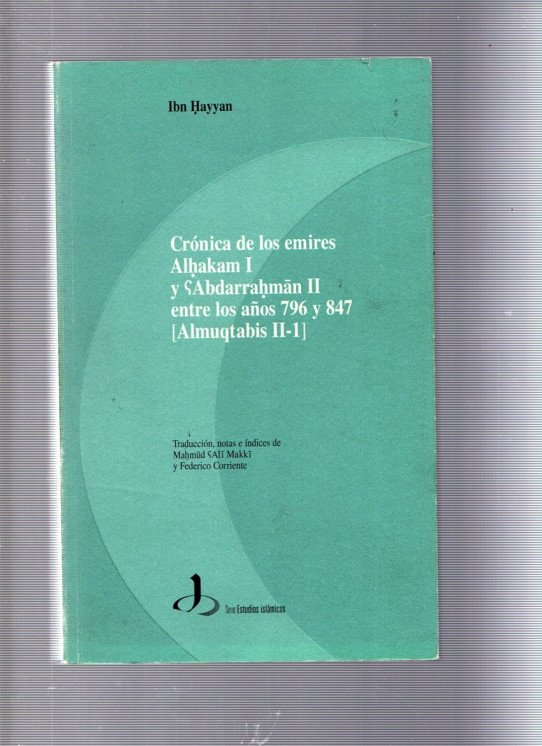 Ibn Ḥayyan
Crónica de los emires
Alḥakam I
y ʕAbdarraḥmān II
entre los años 796 y 847
[Almuqtabis II-1]
Traducción, notas e índices de
Maḥmūd ʕAlī Makkī
y Federico Corriente
Serie Estudios islámicos